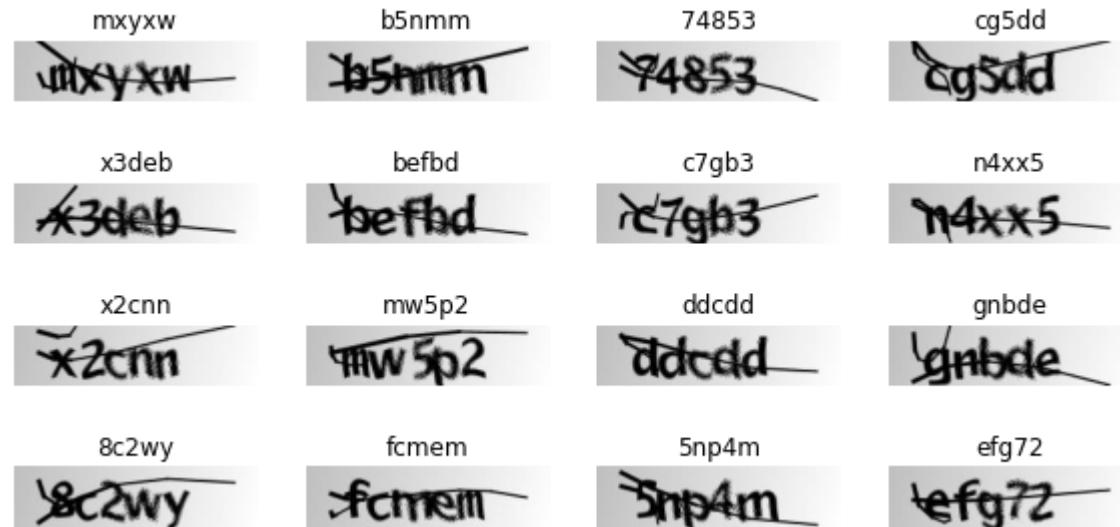 mxyxw b5nmm 74853 cg5dd
mxyxw b5nmm 74853 cg5dd
x3deb befbd c7gb3 n4xx5
x3deb befbd c7gb3 n4xx5
x2cnn mw5p2 ddcdd gnbde
x2cnn mw5p2 ddcdd gnbde
8c2wy fcmem 5np4m efg72
8c2wy fcmem 5np4m efg72